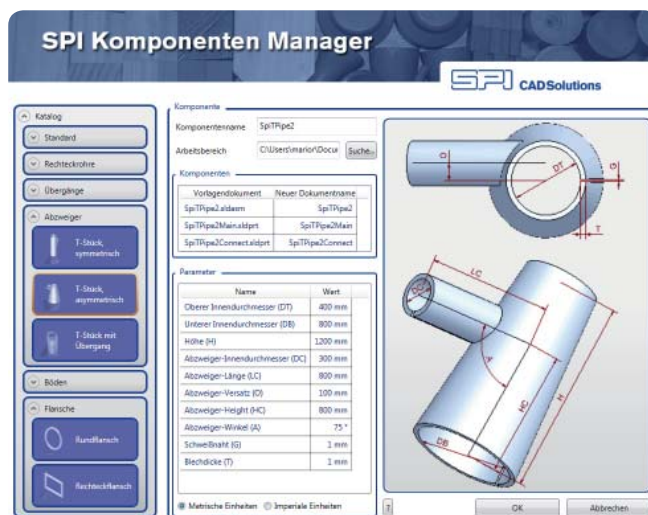 SPI Komponenten Manager
SPI CADSolutions
Katalog
Standard
Rechteckrohre
Übergänge
Abzweiger
T-Stück, symmetrisch
T-Stück, asymmetrisch
T-Stück mit Übergang
Böden
Flansche
Rundflansch
Rechteckflansch
Komponente
Komponentenname SpiTPipe2
Arbeitsbereich C:\Users\marior\Docur Suche...
Komponenten
Vorlagendokument Neuer Dokumentname
SpiTPipe2.sldasm SpiTPipe2
SpiTPipe2Main.sldprt SpiTPipe2Main
SpiTPipe2Connect.sldprt SpiTPipe2Connect
Parameter
Name Wert
Oberer Innendurchmesser (DT) 400 mm
Unterer Innendurchmesser (DB) 800 mm
Höhe (H) 1200 mm
Abzweiger-Innendurchmesser (DC) 300 mm
Abzweiger-Länge (LC) 800 mm
Abzweiger-Versatz (O) 100 mm
Abzweiger-Height (HC) 800 mm
Abzweiger-Winkel (A) 75 °
Schweißnaht (G) 1 mm
Blechdicke (T) 1 mm
Metrische Einheiten Imperiale Einheiten
O
DT
G
T
LC
DC
A
HC
H
DB
? OK Abbrechen